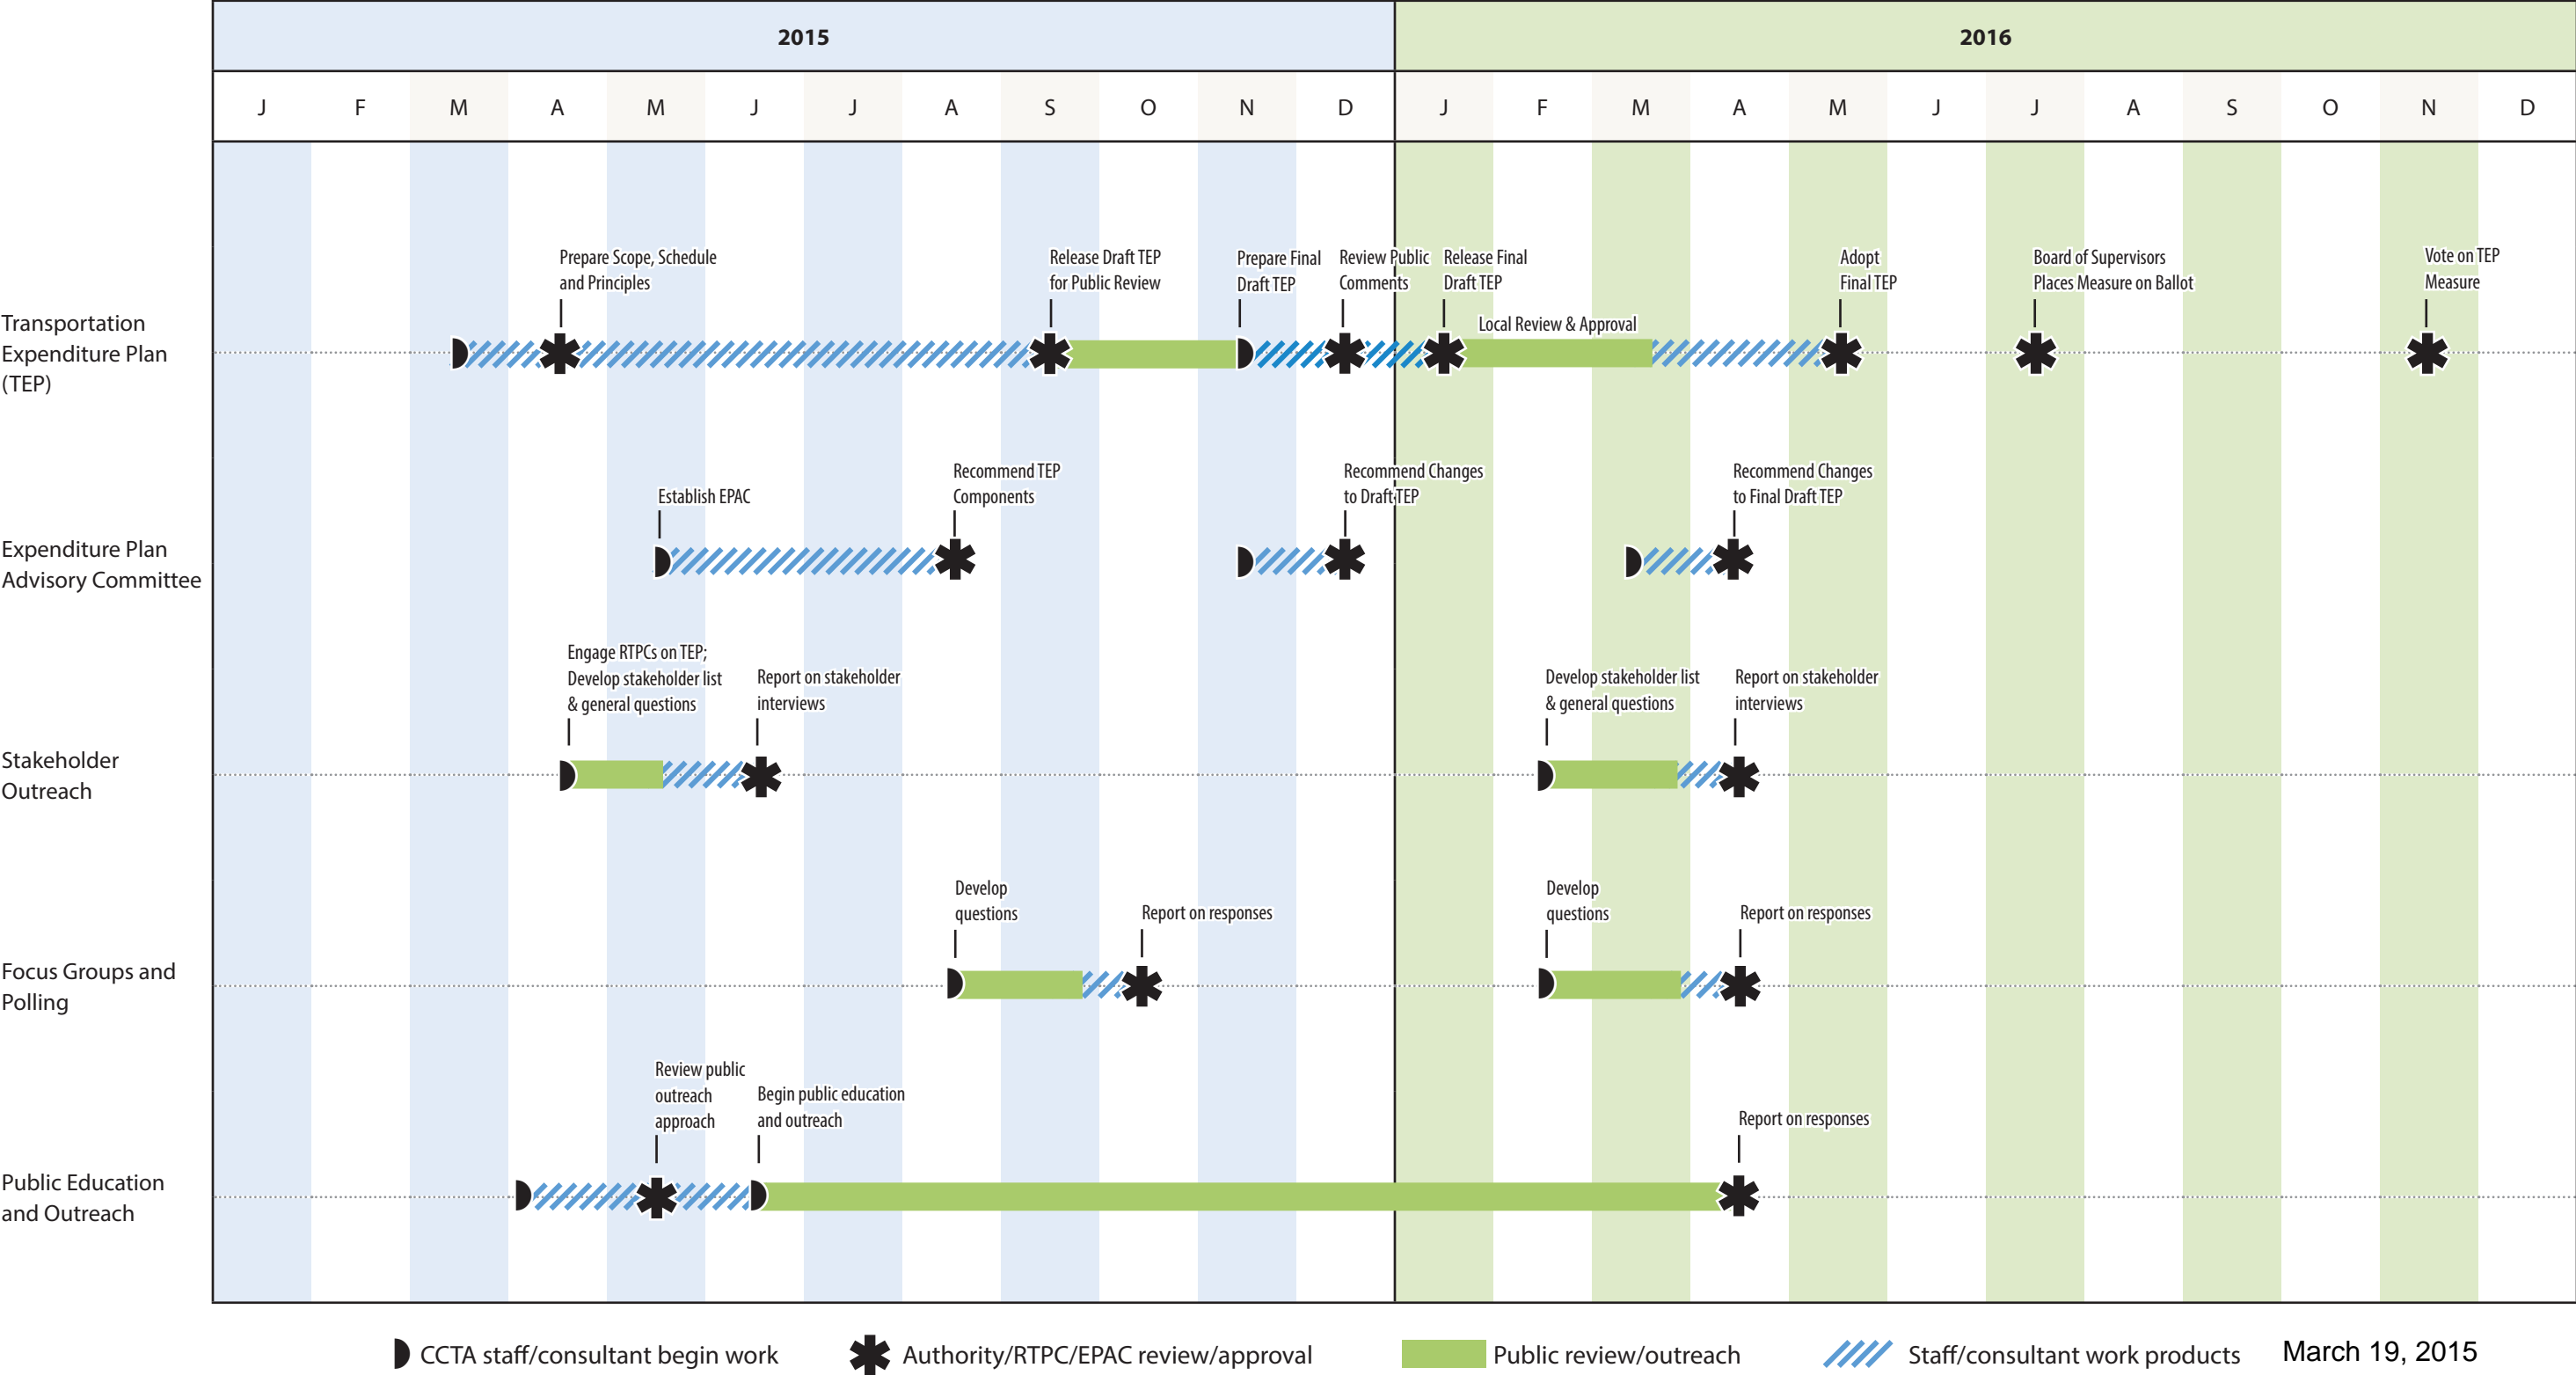 2015
2016
J F M A M J J A S O N D J F M A M J J A S O N D
Transportation
Expenditure Plan
(TEP)
Prepare Scope, Schedule
and Principles
Release Draft TEP
for Public Review
Prepare Final
Draft TEP
Review Public
Comments
Release Final
Draft TEP
Local Review & Approval
Adopt
Final TEP
Board of Supervisors
Places Measure on Ballot
Vote on TEP
Measure
Expenditure Plan
Advisory Committee
Establish EPAC
Recommend TEP
Components
Recommend Changes
to Draft TEP
Recommend Changes
to Final Draft TEP
Stakeholder
Outreach
Engage RTPCs on TEP;
Develop stakeholder list
& general questions
Report on stakeholder
interviews
Develop stakeholder list
& general questions
Report on stakeholder
interviews
Focus Groups and
Polling
Develop
questions
Report on responses
Develop
questions
Report on responses
Public Education
and Outreach
Review public
outreach
approach
Begin public education
and outreach
Report on responses
CCTA staff/consultant begin work
Authority/RTPC/EPAC review/approval
Public review/outreach
Staff/consultant work products
March 19, 2015